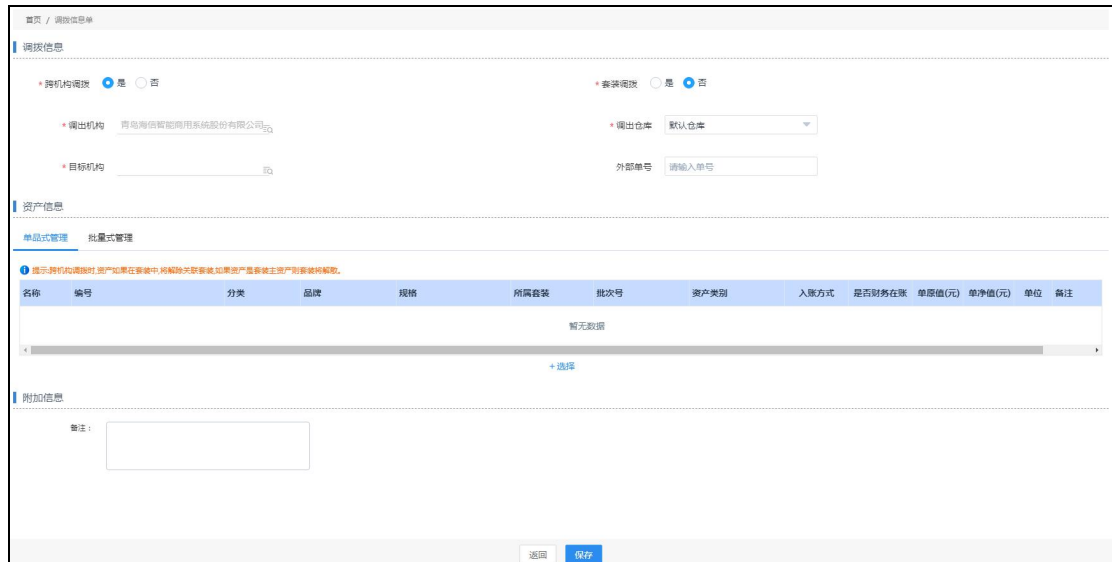 首页 / 调拨信息单
调拨信息
* 跨机构调拨 是 否 * 套装调拨 是 否
* 调出机构 青岛海信智能商用系统股份有限公司 * 调出仓库 默认仓库
* 目标机构 外部单号 请输入单号
资产信息
单品式管理 批量式管理
提示:跨机构调拨时,资产如果在套装中,将解除关联套装,如果资产是套装主资产则套装将解散。
名称 编号 分类 品牌 规格 所属套装 批次号 资产类别 入账方式 是否财务在账 单原值(元) 单净值(元) 单位 备注
暂无数据
+ 选择
附加信息
备注：
返回 保存